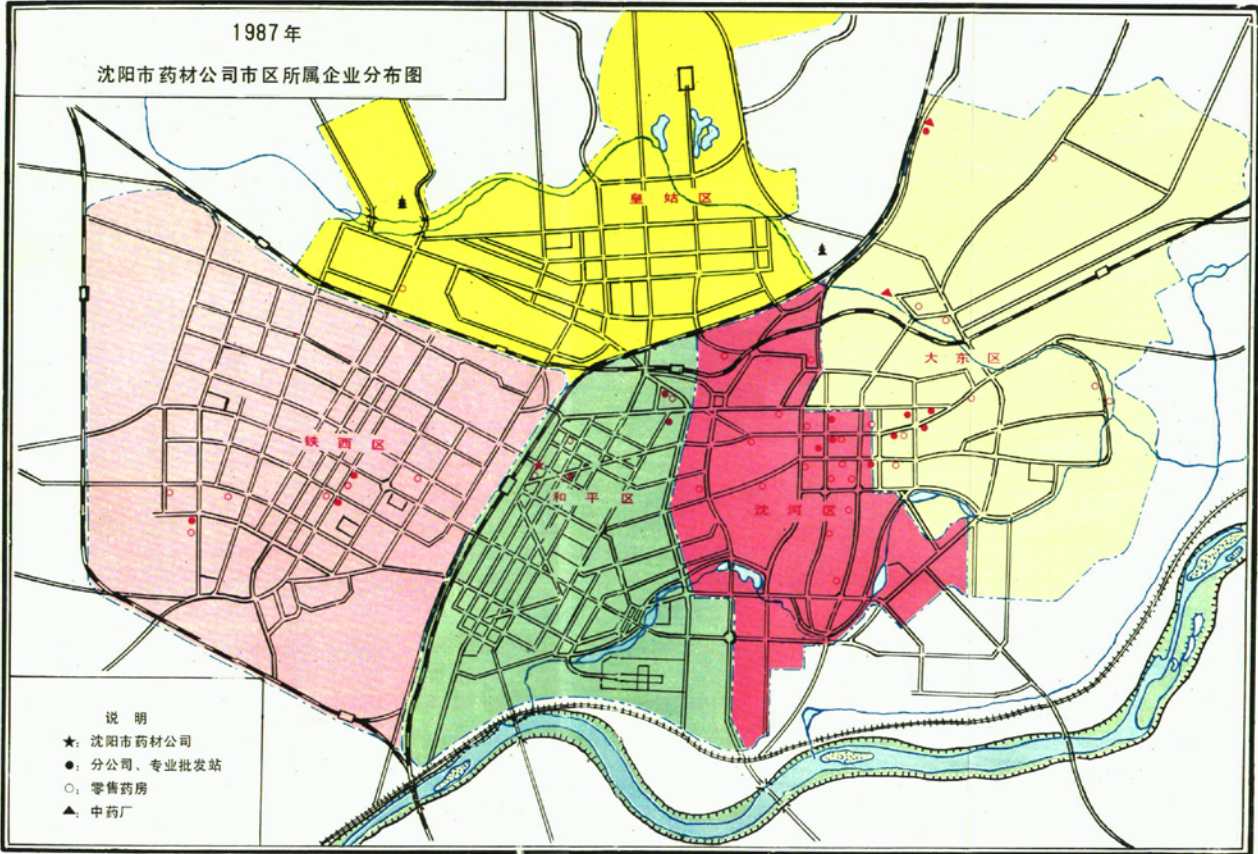 1987年
沈阳市药材公司市区所属企业分布图
皇姑区
大东区
铁西区
和平区
沈河区
说明
★：沈阳市药材公司
●：分公司、专业批发站
○：零售药房
▲：中药厂